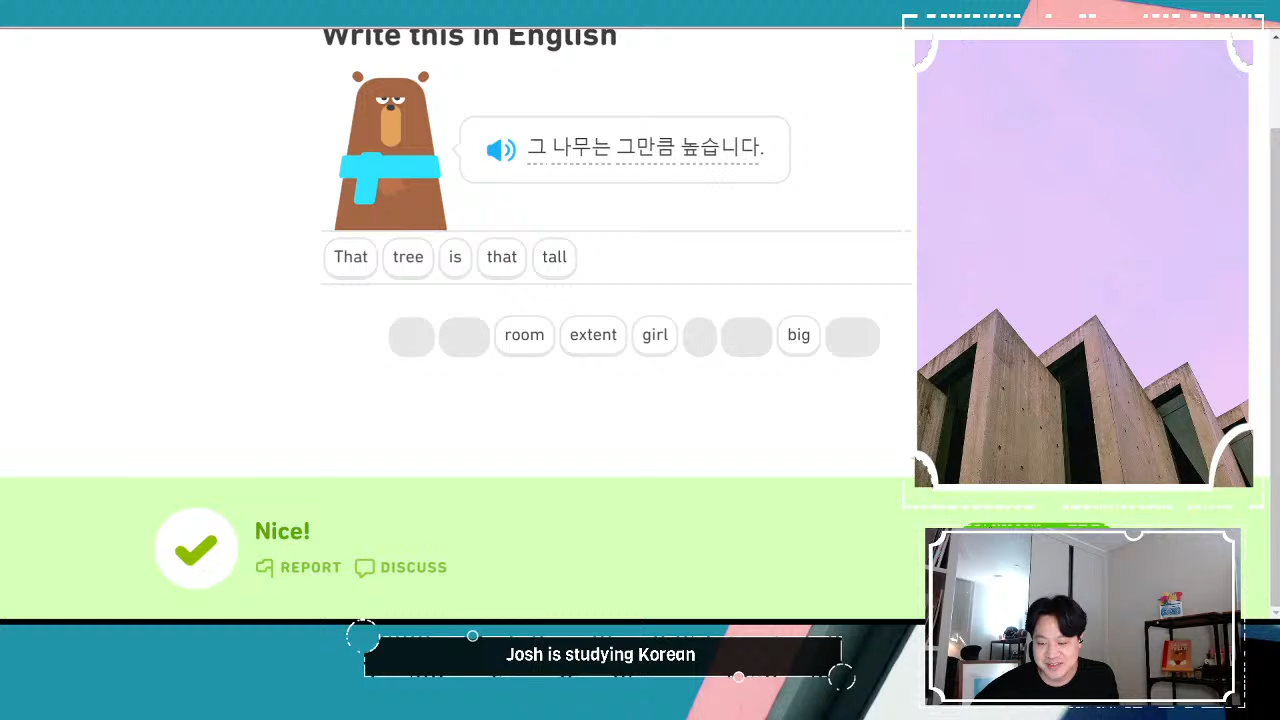 Write this in English
그 나무는 그만큼 높습니다.
That tree is that tall
room extent girl big
Nice!
REPORT DISCUSS
Josh is studying Korean